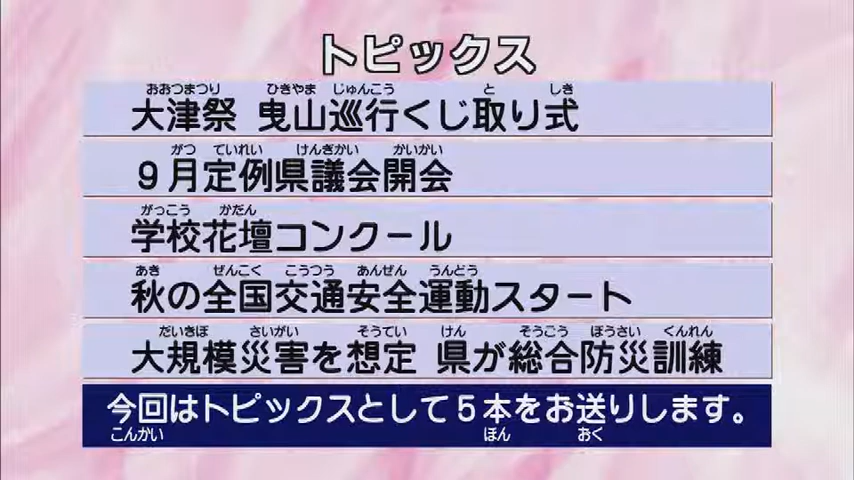 トピックス
おおつまつり ひきやま じゅんこう と しき
大津祭 曳山巡行くじ取り式
がつ ていれい けんぎかい かいかい
９月定例県議会開会
がっこう かだん
学校花壇コンクール
あき ぜんこく こうつう あんぜん うんどう
秋の全国交通安全運動スタート
だいきぼ さいがい そうてい けん そうごう ぼうさい くんれん
大規模災害を想定 県が総合防災訓練
今回はトピックスとして５本をお送りします。
こんかい ほん おく